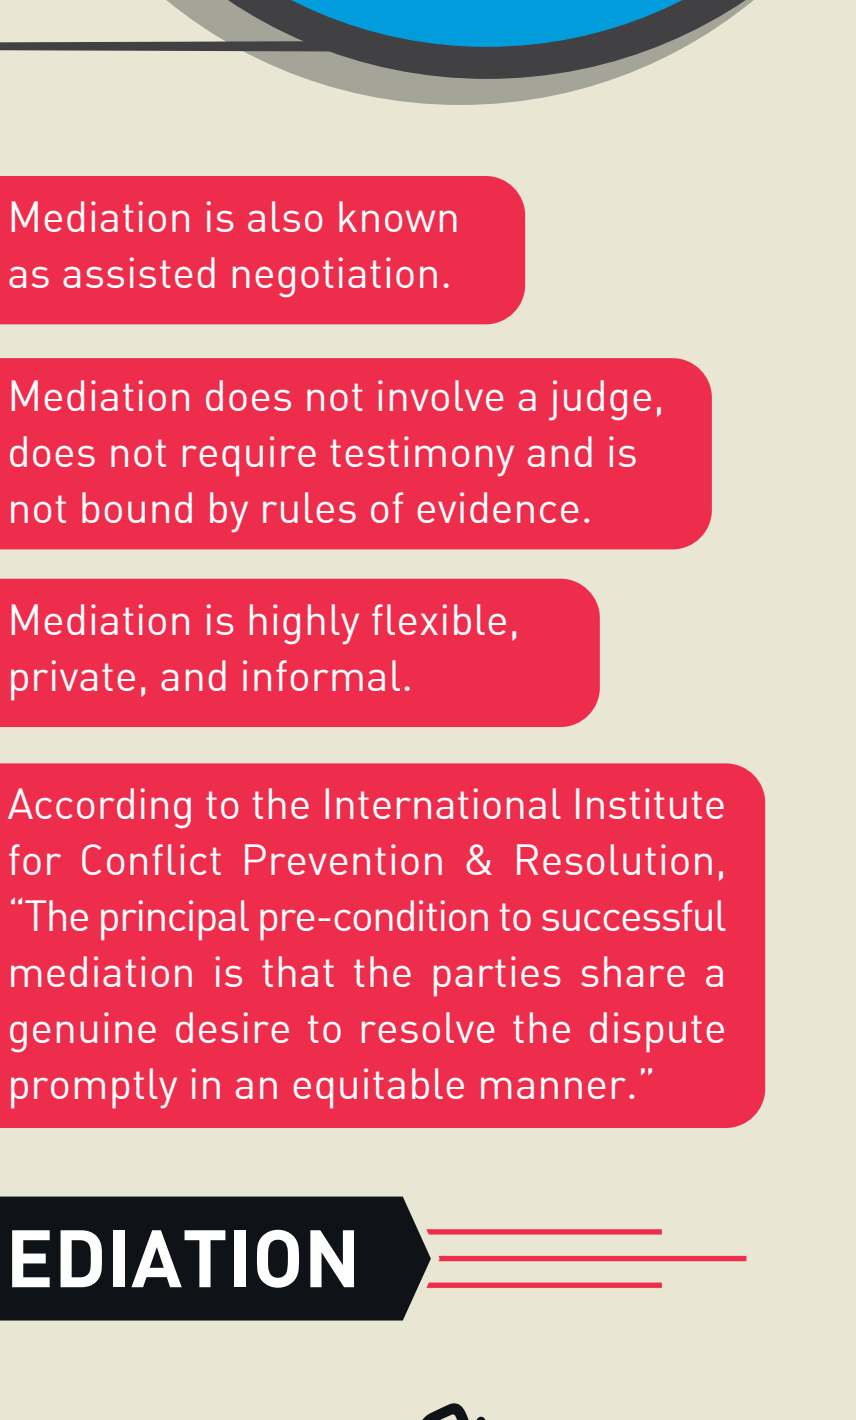 Mediation is also known
as assisted negotiation.
Mediation does not involve a judge,
does not require testimony and is
not bound by rules of evidence.
Mediation is highly flexible,
private, and informal.
According to the International Institute
for Conflict Prevention & Resolution,
“The principal pre-condition to successful
mediation is that the parties share a
genuine desire to resolve the dispute
promptly in an equitable manner.”
EDIATION